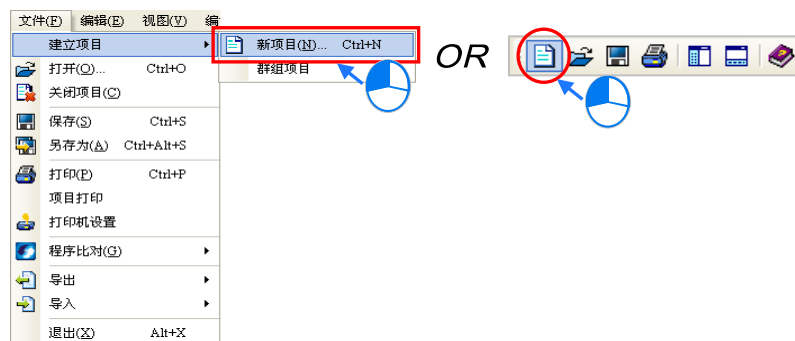 文件(F) 编辑(E) 视图(V) 编
建立项目
新项目(N)... Ctrl+N
群组项目
OR
打开(O)... Ctrl+O
关闭项目(C)
保存(S) Ctrl+S
另存为(A) Ctrl+Alt+S
打印(P) Ctrl+P
项目打印
打印机设置
程序比对(G)
导出
导入
退出(X) Alt+X